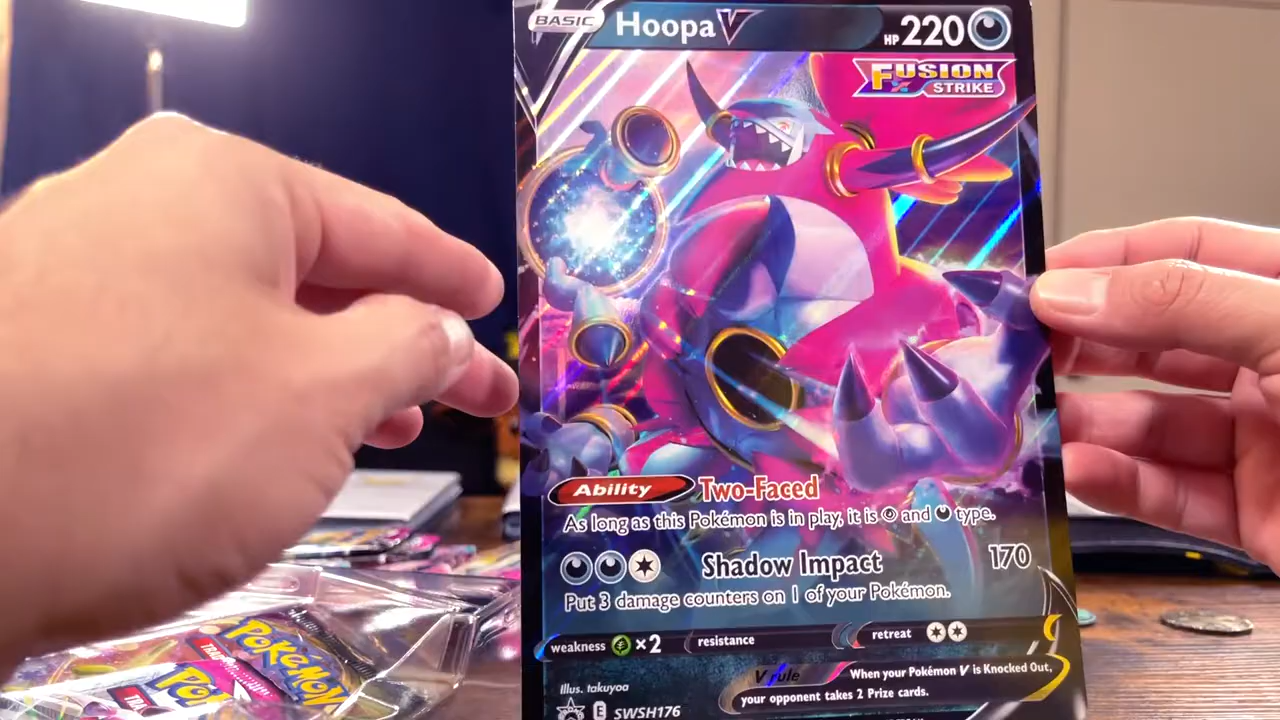 BASIC
Hoopa V
HP 220
FUSION
STRIKE
Ability Two-Faced
As long as this Pokémon is in play, it is and type.
Shadow Impact 170
Put 3 damage counters on 1 of your Pokémon.
weakness ×2 resistance retreat
V rule When your Pokémon V is Knocked Out,
your opponent takes 2 Prize cards.
Illus. takuyoa
E SWSH176
POKÉMON
TRA